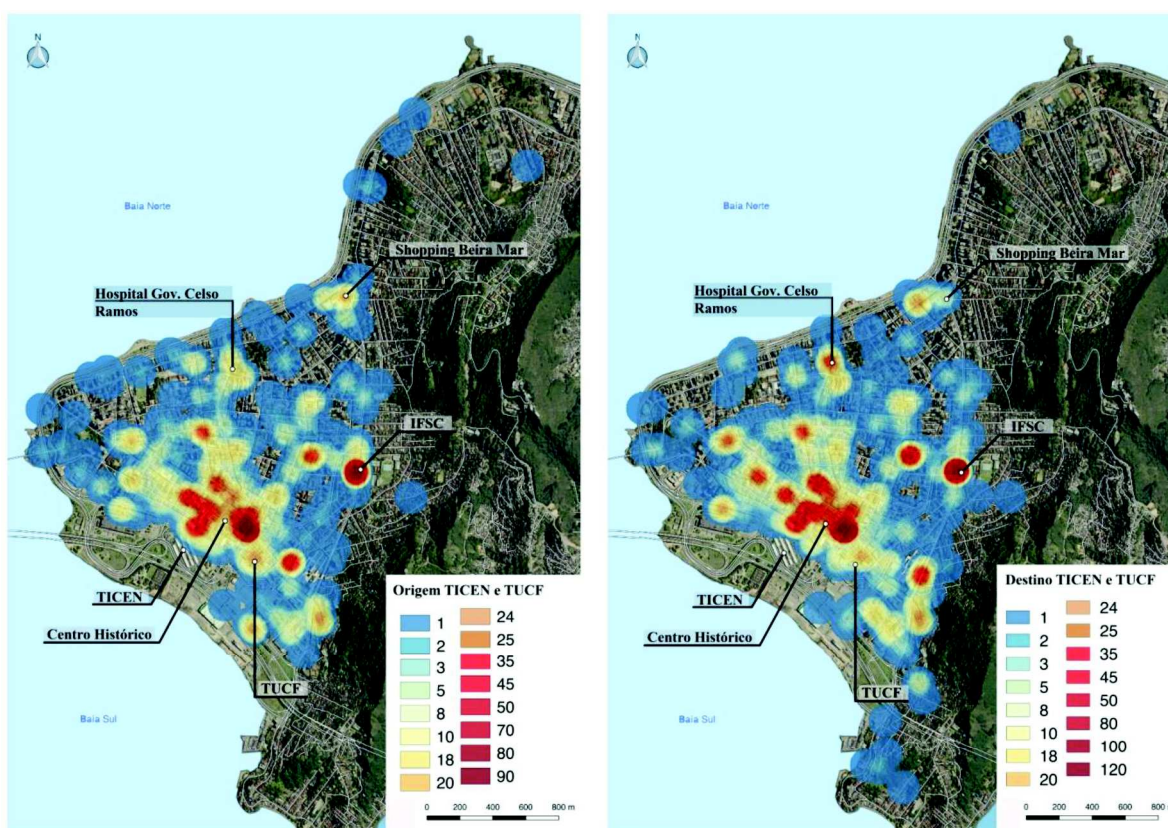 N
Baia Norte
Shopping Beira Mar
Hospital Gov. Celso
Ramos
IFSC
TICEN
Centro Histórico
TUCF
Baia Sul
Origem TICEN e TUCF
1
2
3
5
8
10
18
20
24
25
35
45
50
70
80
90
0 200 400 600 800 m
N
Baia Norte
Shopping Beira Mar
Hospital Gov. Celso
Ramos
IFSC
TICEN
Centro Histórico
TUCF
Baia Sul
Destino TICEN e TUCF
1
2
3
5
8
10
18
20
24
25
35
45
50
80
100
120
0 200 400 600 800 m